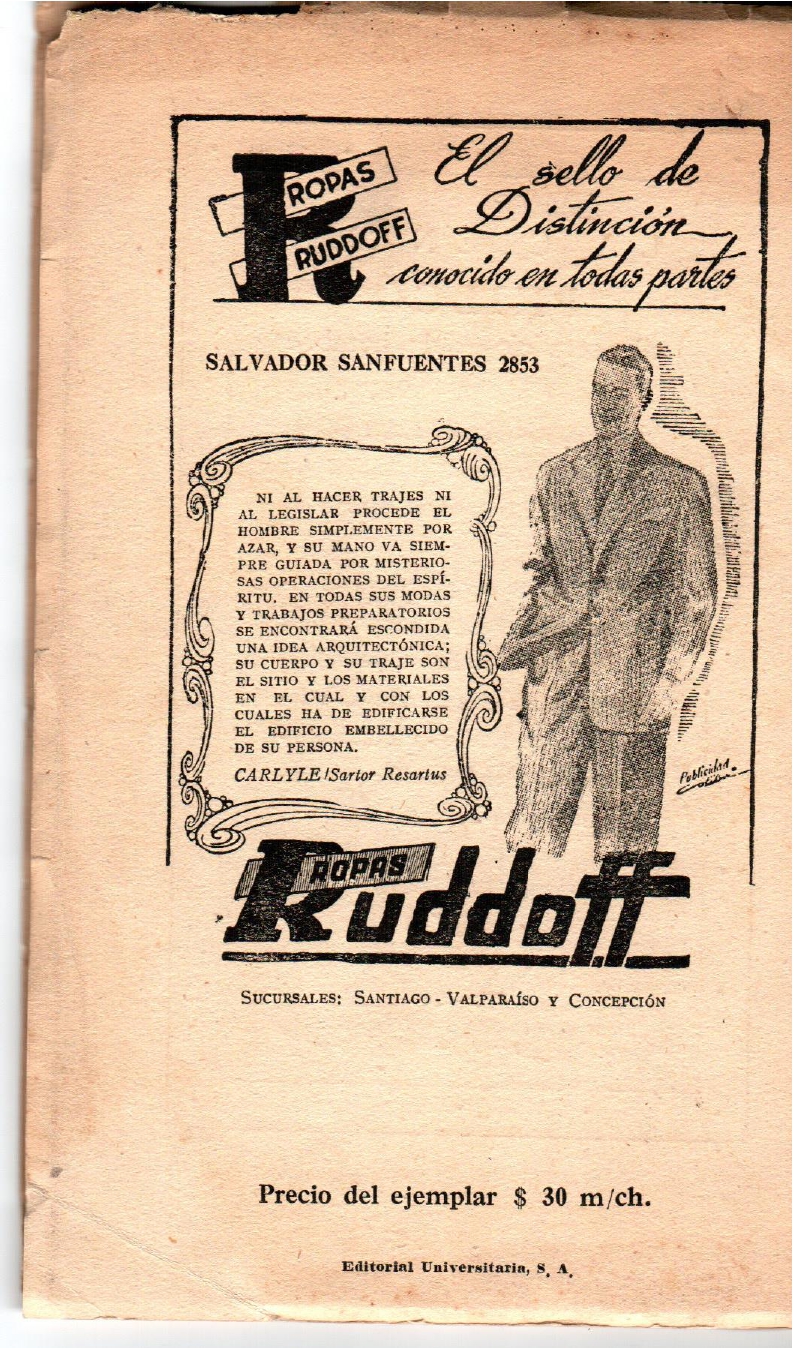 ROPAS
RUDDOFF
El sello de
Distinción
conocido en todas partes
SALVADOR SANFUENTES 2853
NI AL HACER TRAJES NI
AL LEGISLAR PROCEDE EL
HOMBRE SIMPLEMENTE POR
AZAR, Y SU MANO VA SIEM-
PRE GUIADA POR MISTERIO-
SAS OPERACIONES DEL ESPÍ-
RITU. EN TODAS SUS MODAS
Y TRABAJOS PREPARATORIOS
SE ENCONTRARÁ ESCONDIDA
UNA IDEA ARQUITECTÓNICA;
SU CUERPO Y SU TRAJE SON
EL SITIO Y LOS MATERIALES
EN EL CUAL Y CON LOS
CUALES HA DE EDIFICARSE
EL EDIFICIO EMBELLECIDO
DE SU PERSONA.
CARLYLE/Sartor Resartus
Publicidad
ROPAS
Ruddoff
SUCURSALES: SANTIAGO - VALPARAÍSO Y CONCEPCIÓN
Precio del ejemplar $ 30 m/ch.
Editorial Universitaria, S. A.